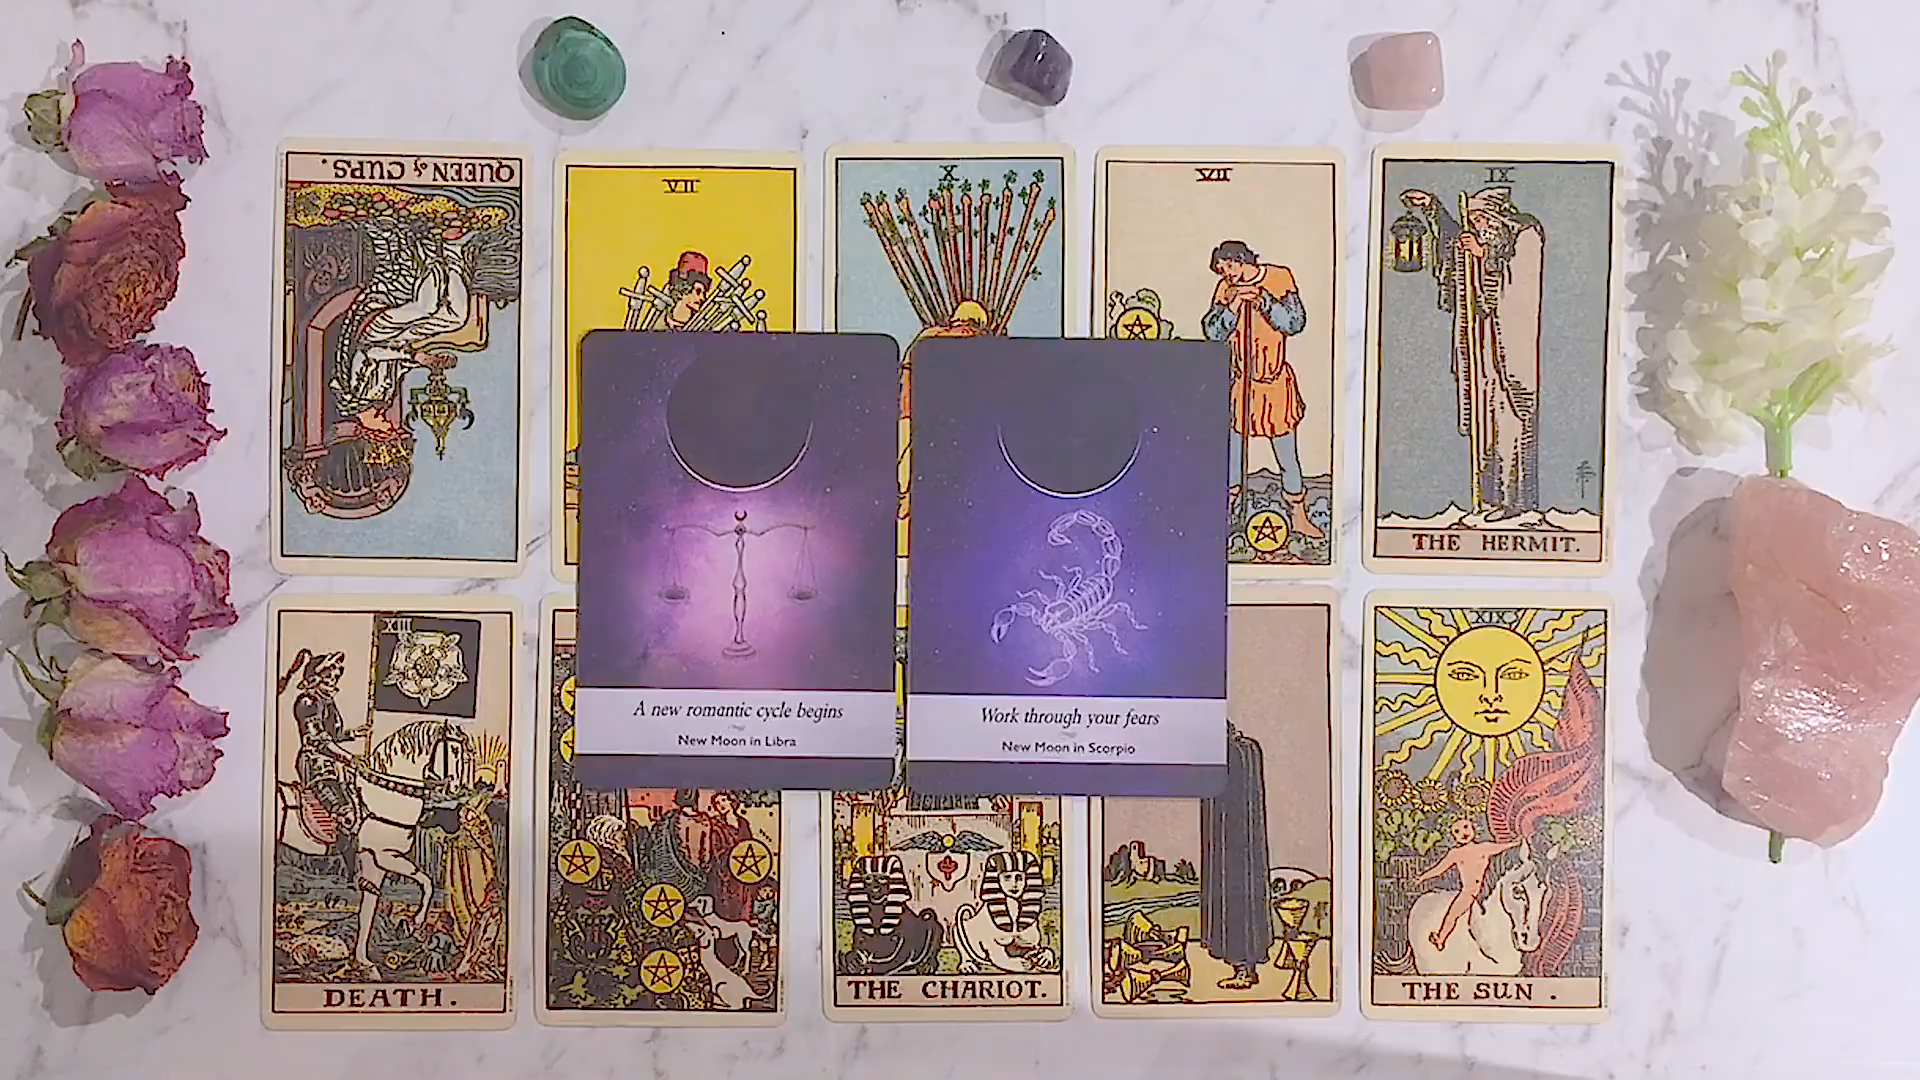 QUEEN of CUPS.
VII
X
VII
IX
THE HERMIT.
A new romantic cycle begins
New Moon in Libra
Work through your fears
New Moon in Scorpio
XIII
DEATH.
THE CHARIOT.
XIX
THE SUN .